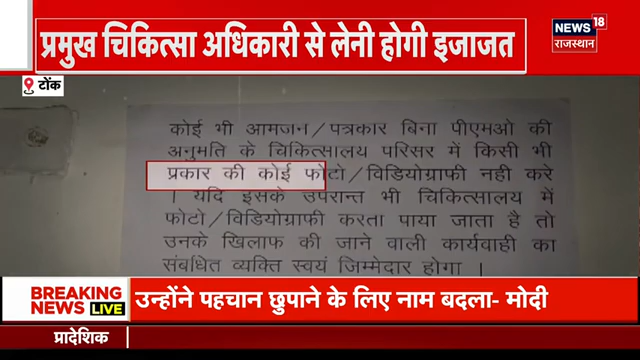 प्रमुख चिकित्सा अधिकारी से लेनी होगी इजाजत
NEWS 18
राजस्थान
टोंक
कोई भी आमजन/पत्रकार बिना पीएमओ की
अनुमति के चिकित्सालय परिसर में किसी भी
प्रकार की कोई फोटो/विडियोग्राफी नही करे
। यदि इसके उपरान्त भी चिकित्सालय में
फोटो/विडियोग्राफी करता पाया जाता है तो
उनके खिलाफ की जाने वाली कार्यवाही का
संबधित व्यक्ति स्वयं जिम्मेदार होगा ।
BREAKING
NEWS LIVE
उन्होंने पहचान छुपाने के लिए नाम बदला- मोदी
प्रादेशिक